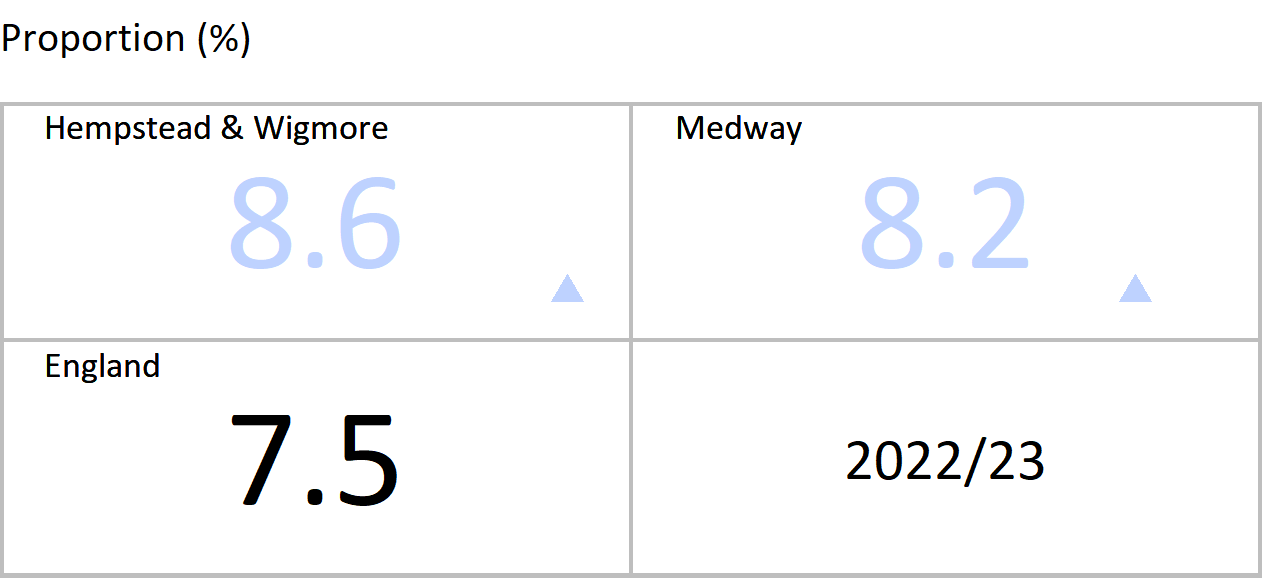 Proportion (%)
Hempstead & Wigmore
8.6
Medway
8.2
England
7.5
2022/23